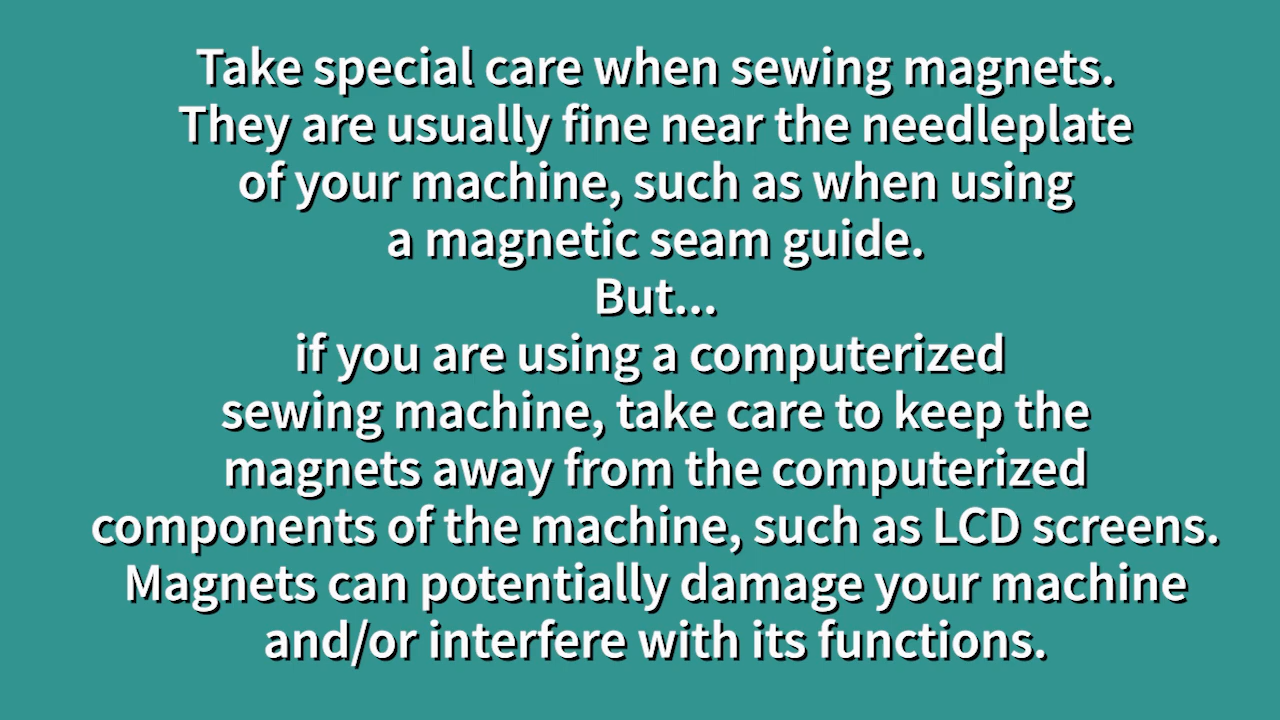 Take special care when sewing magnets.
They are usually fine near the needleplate
of your machine, such as when using
a magnetic seam guide.
But...
if you are using a computerized
sewing machine, take care to keep the
magnets away from the computerized
components of the machine, such as LCD screens.
Magnets can potentially damage your machine
and/or interfere with its functions.